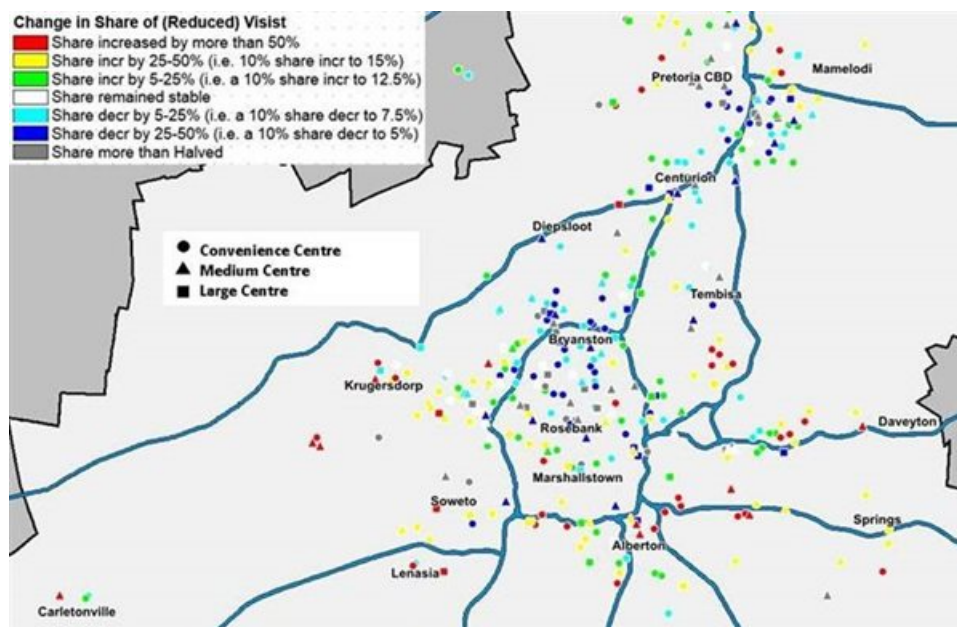 Change in Share of (Reduced) Visist
Share increased by more than 50%
Share incr by 25-50% (i.e. 10% share incr to 15%)
Share incr by 5-25% (i.e. a 10% share incr to 12.5%)
Share remained stable
Share decr by 5-25% (i.e. a 10% share decr to 7.5%)
Share decr by 25-50% (i.e. a 10% share decr to 5%)
Share more than Halved
Pretoria CBD
Mamelodi
Centurion
Diepsloot
Convenience Centre
Medium Centre
Large Centre
Tembisa
Bryanston
Krugersdorp
Rosebank
Daveyton
Marshallstown
Soweto
Springs
Alberton
Lenasia
Carletonville